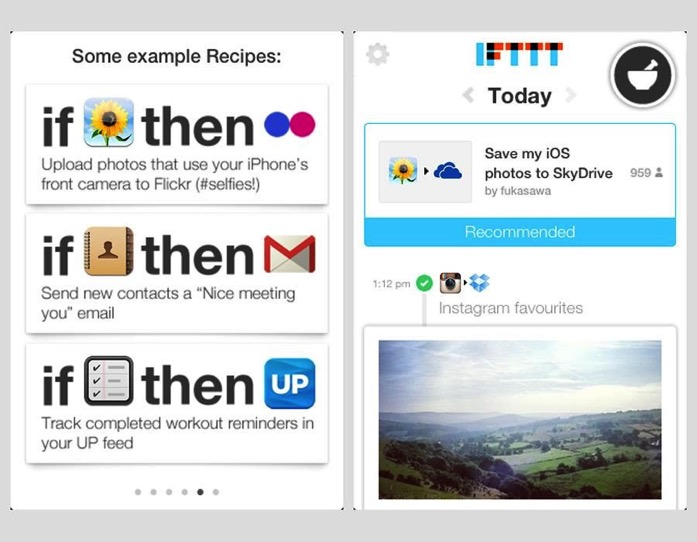 Some example Recipes:
if then
Upload photos that use your iPhone's
front camera to Flickr (#selfies!)
if then
Send new contacts a “Nice meeting
you” email
if then UP
Track completed workout reminders in
your UP feed
IFTTT
Today
Save my iOS
photos to SkyDrive
by fukasawa
959
Recommended
1:12 pm
Instagram favourites